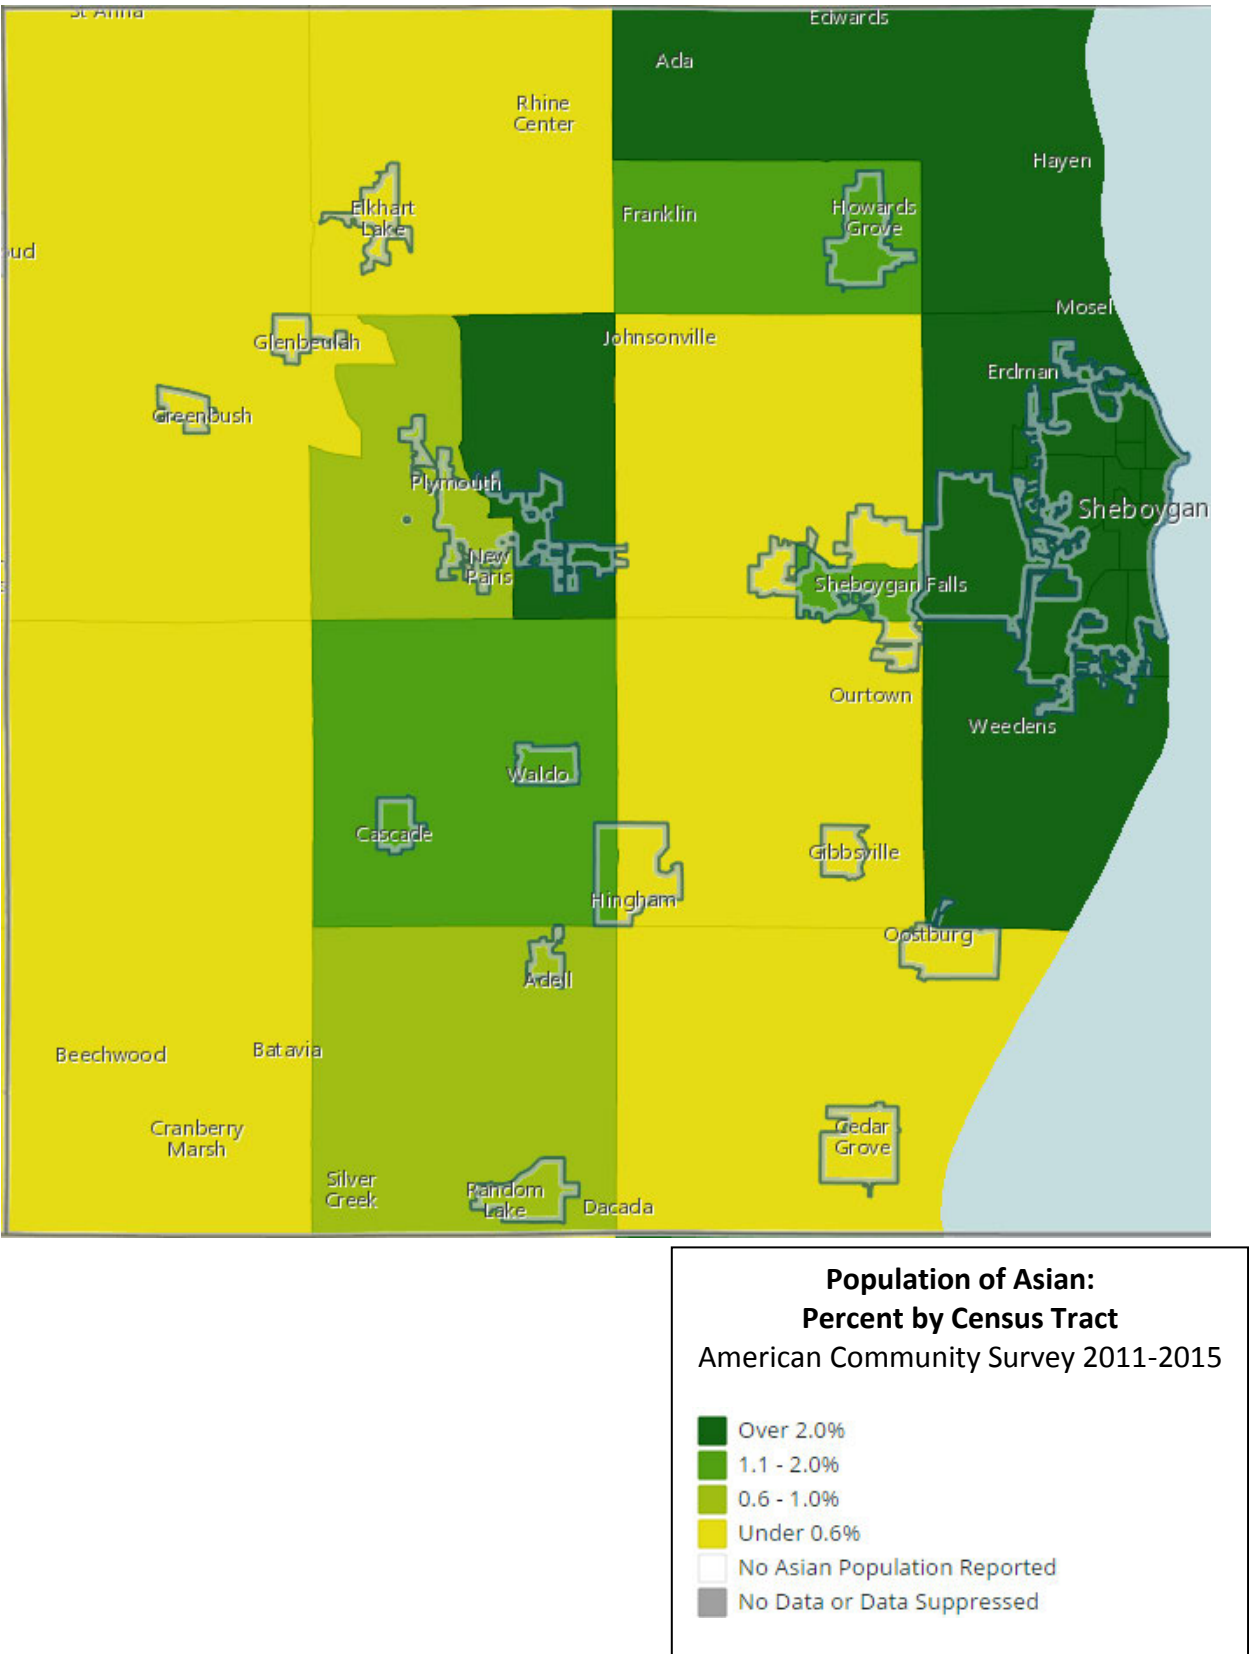 St Anna
Edwards
Ada
Rhine
Center
Hayen
Elkhart
Lake
Franklin
Howards
Grove
oud
Mosel
Glenbeulah
Johnsonville
Erdman
Greenbush
Plymouth
Sheboygan
New
Paris
Sheboygan Falls
Ourtown
Weedens
Waldo
Cascade
Gibbsville
Hingham
Oostburg
Adell
Beechwood
Batavia
Cranberry
Marsh
Cedar
Grove
Silver
Creek
Random
Lake
Dacada
Population of Asian:
Percent by Census Tract
American Community Survey 2011-2015
Over 2.0%
1.1 - 2.0%
0.6 - 1.0%
Under 0.6%
No Asian Population Reported
No Data or Data Suppressed